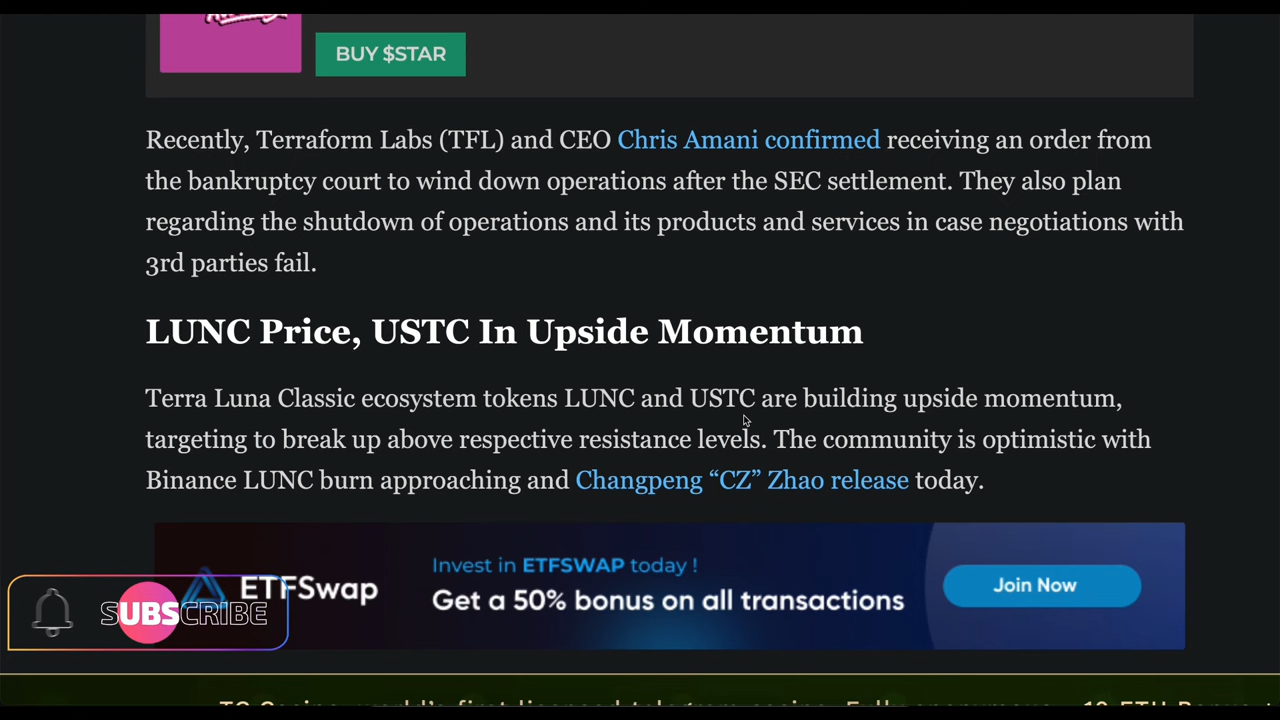 BUY $STAR
Recently, Terraform Labs (TFL) and CEO Chris Amani confirmed receiving an order from
the bankruptcy court to wind down operations after the SEC settlement. They also plan
regarding the shutdown of operations and its products and services in case negotiations with
3rd parties fail.
LUNC Price, USTC In Upside Momentum
Terra Luna Classic ecosystem tokens LUNC and USTC are building upside momentum,
targeting to break up above respective resistance levels. The community is optimistic with
Binance LUNC burn approaching and Changpeng “CZ” Zhao release today.
ETFSwap
Invest in ETFSWAP today !
Get a 50% bonus on all transactions
Join Now
SUBSCRIBE